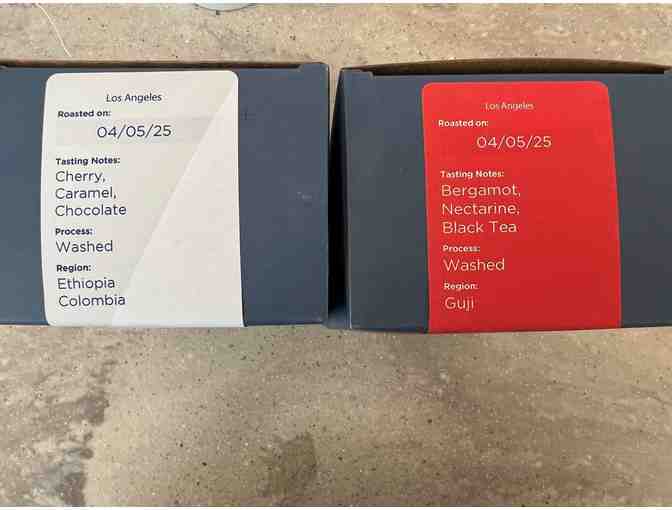 Los Angeles
Roasted on:
04/05/25
Tasting Notes:
Cherry,
Caramel,
Chocolate
Process:
Washed
Region:
Ethiopia
Colombia
Los Angeles
Roasted on:
04/05/25
Tasting Notes:
Bergamot,
Nectarine,
Black Tea
Process:
Washed
Region:
Guji